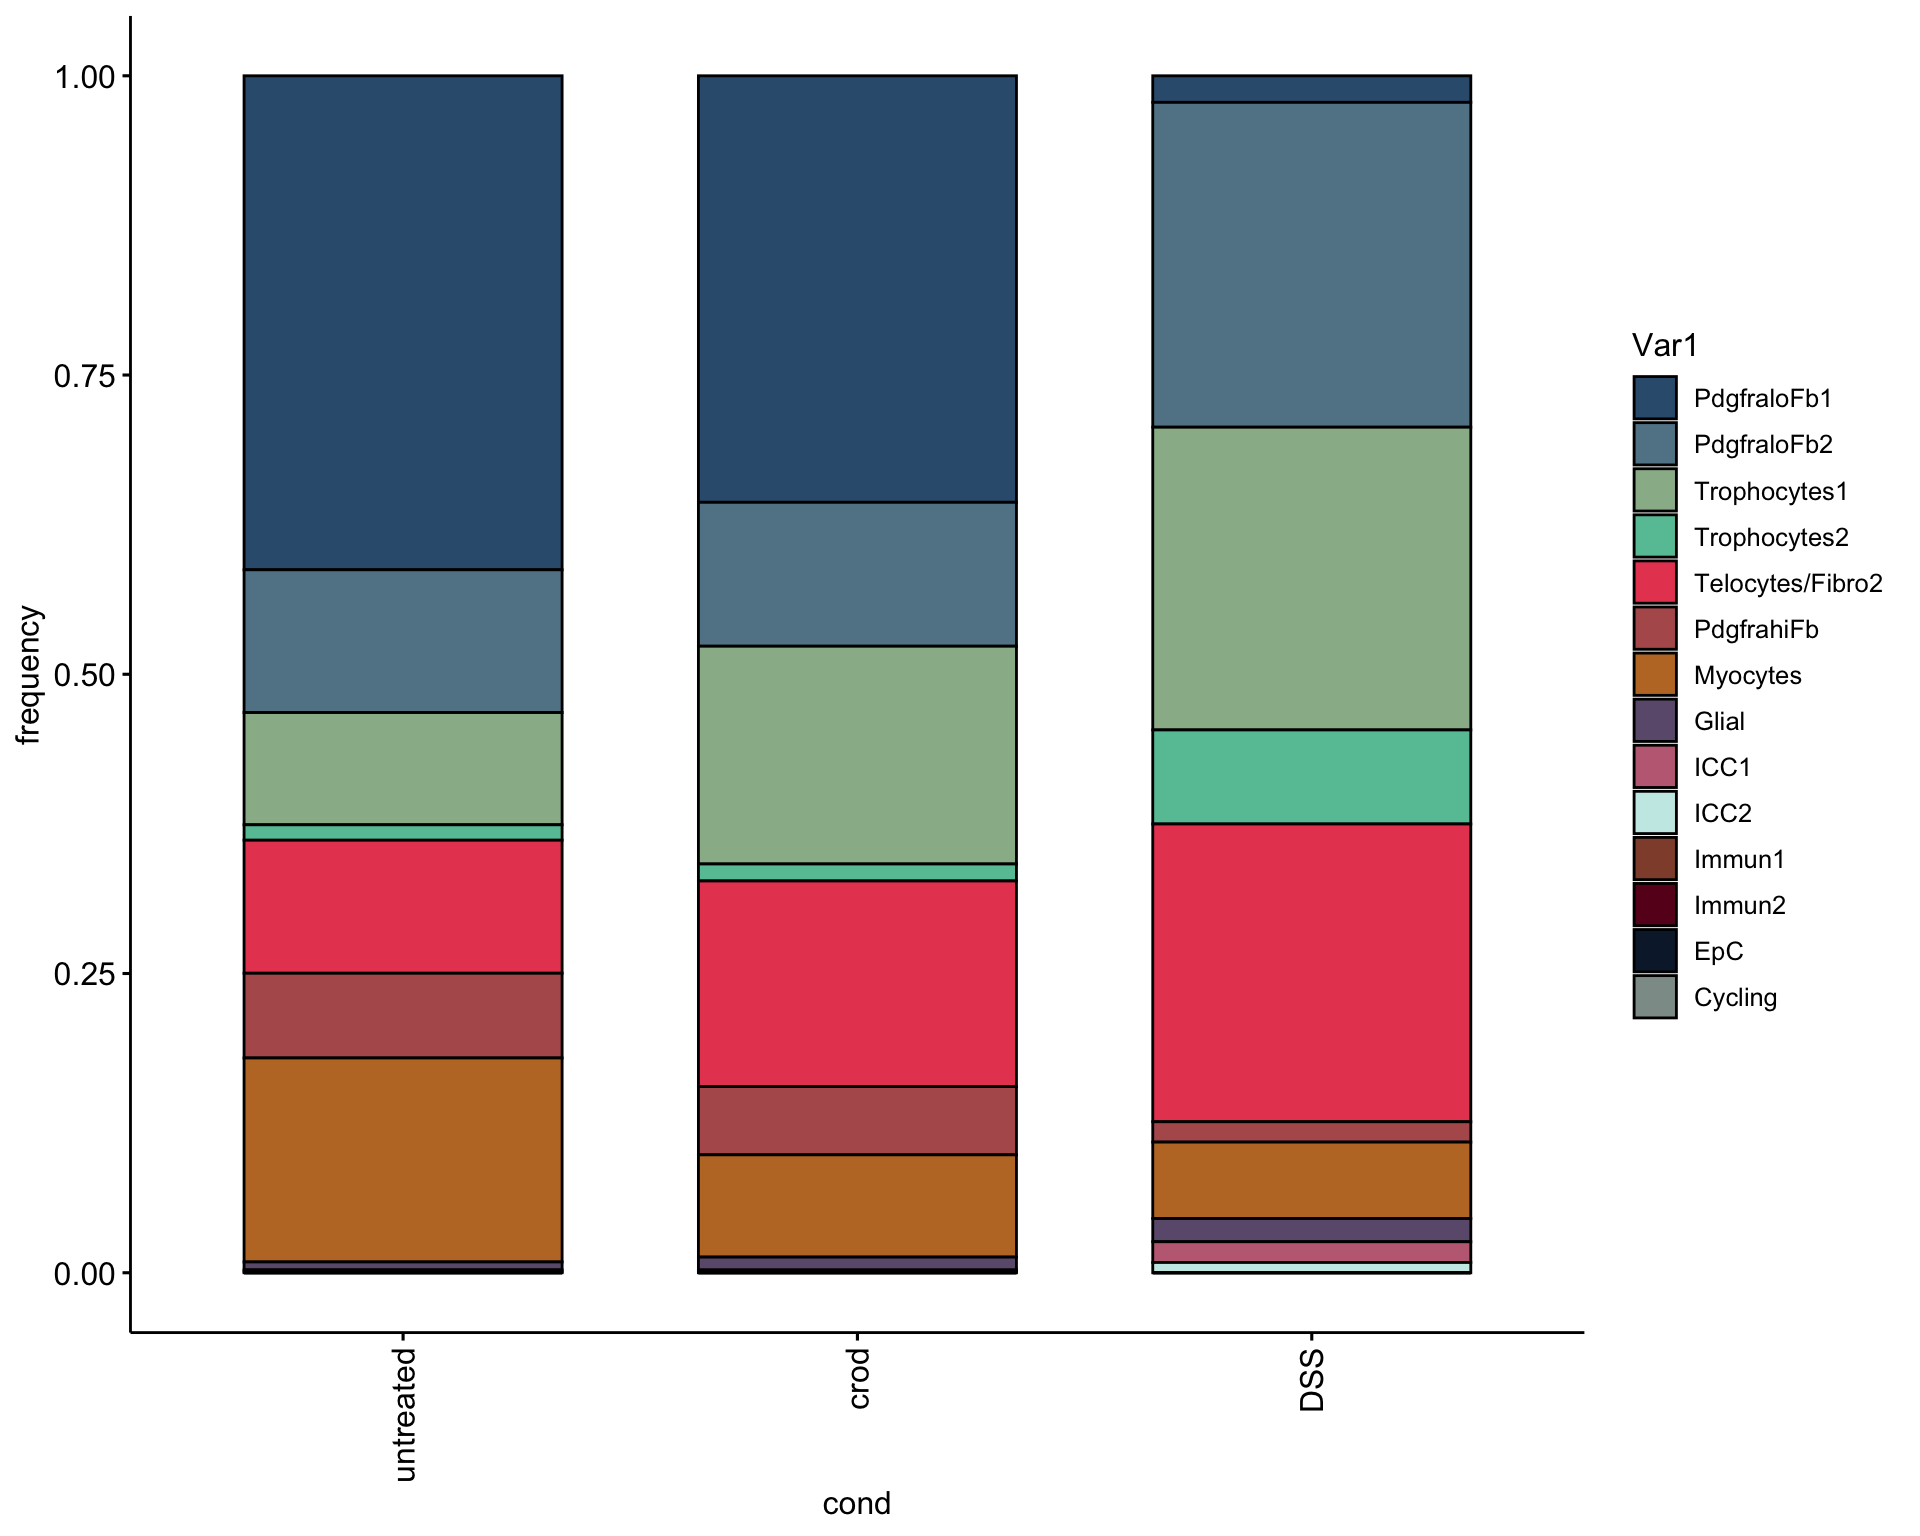 1.00
0.75
0.50
0.25
0.00
frequency
untreated
crod
DSS
cond
Var1
PdgfraloFb1
PdgfraloFb2
Trophocytes1
Trophocytes2
Telocytes/Fibro2
PdgfrahiFb
Myocytes
Glial
ICC1
ICC2
Immun1
Immun2
EpC
Cycling